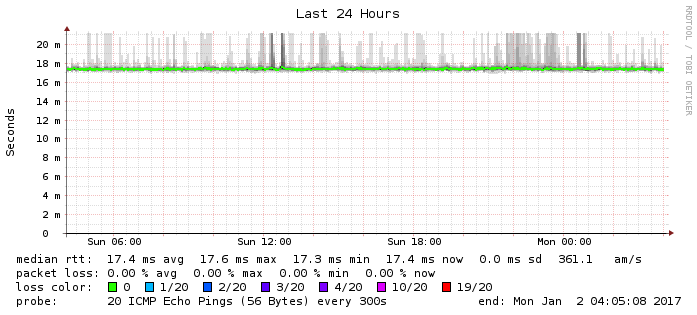 Last 24 Hours
RRDTOOL / TOBI OETIKER
Seconds
20 m
18 m
16 m
14 m
12 m
10 m
8 m
6 m
4 m
2 m
0
Sun 06:00 Sun 12:00 Sun 18:00 Mon 00:00
median rtt: 17.4 ms avg 17.6 ms max 17.3 ms min 17.4 ms now 0.0 ms sd 361.1 am/s
packet loss: 0.00 % avg 0.00 % max 0.00 % min 0.00 % now
loss color: 0 1/20 2/20 3/20 4/20 10/20 19/20
probe: 20 ICMP Echo Pings (56 Bytes) every 300s end: Mon Jan 2 04:05:08 2017